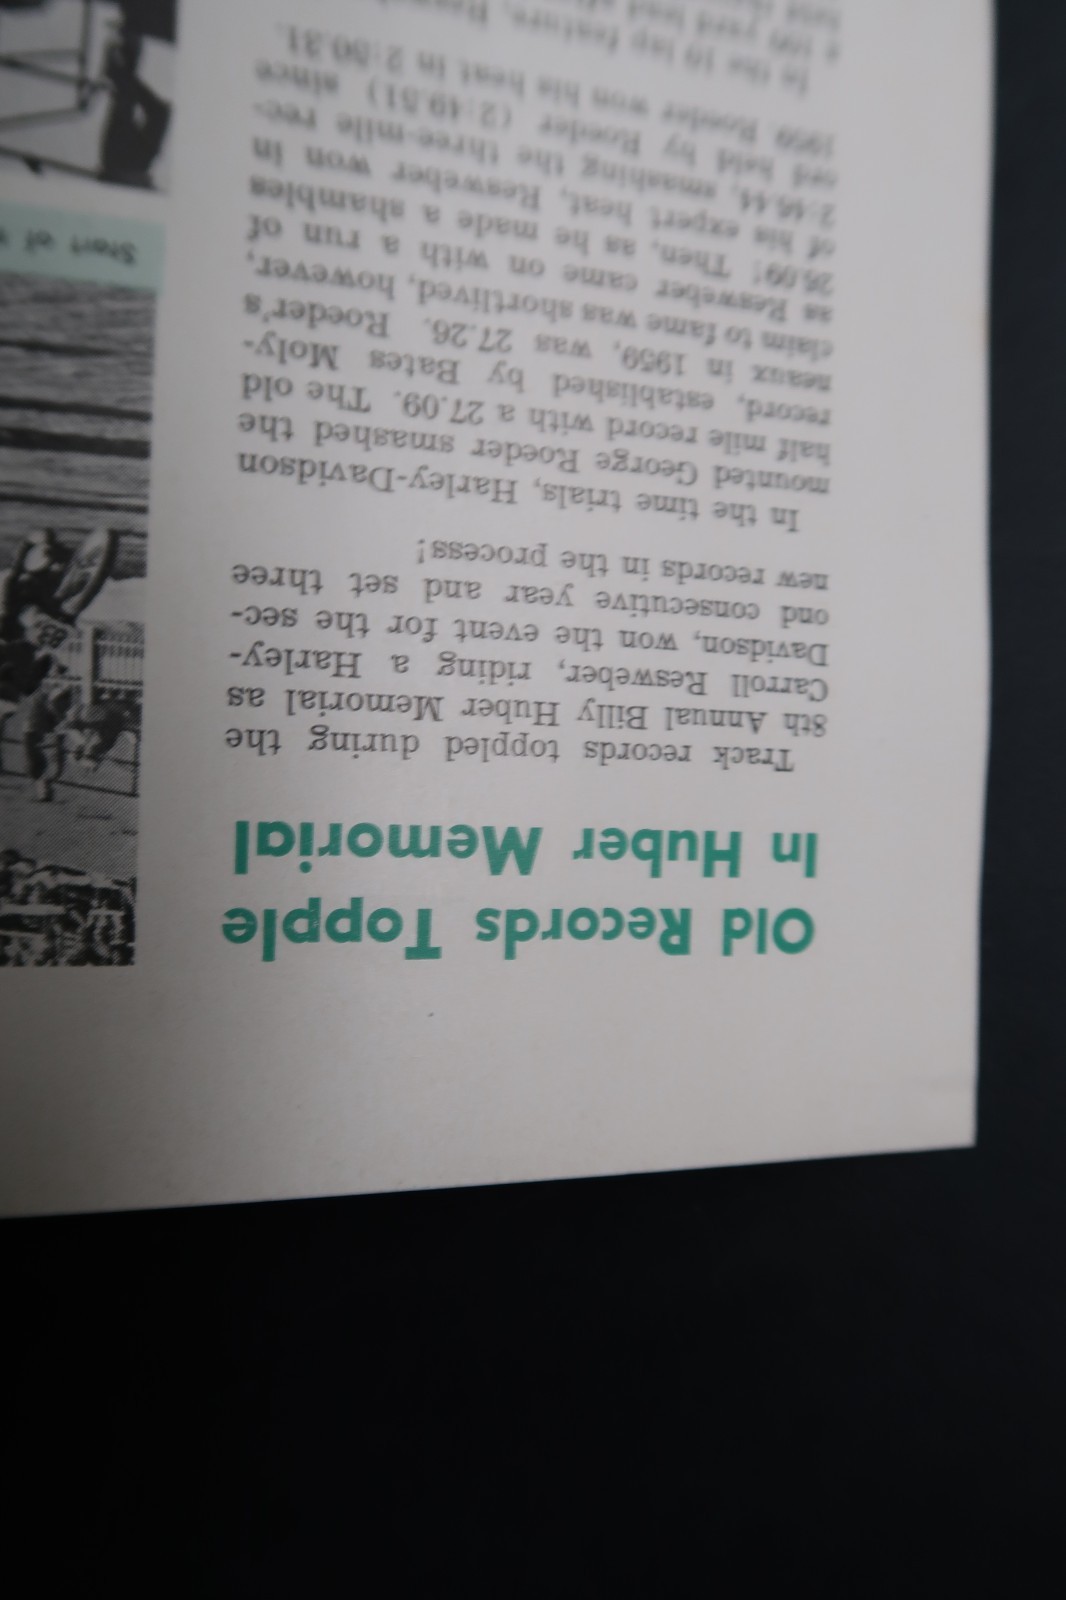 Old Records Topple
In Huber Memorial
Track records toppled during the
8th Annual Billy Huber Memorial as
Carroll Resweber, riding a Harley-
Davidson, won the event for the sec-
ond consecutive year and set three
new records in the process!
In the time trials, Harley-Davidson
mounted George Roeder smashed the
half mile record with a 27.09. The old
record, established by Bates Moly-
neaux in 1959, was 27.26. Roeder's
claim to fame was shortlived, however,
as Resweber came on with a run of
26.09! Then, as he made a shambles
of his expert heat, Resweber won in
2:46.44, smashing the three-mile rec-
ord held by Roeder (2:49.51) since
1959. Roeder won his heat in 2:50.31.
In the 10 lap feature,
a 100 yard lead
Start of